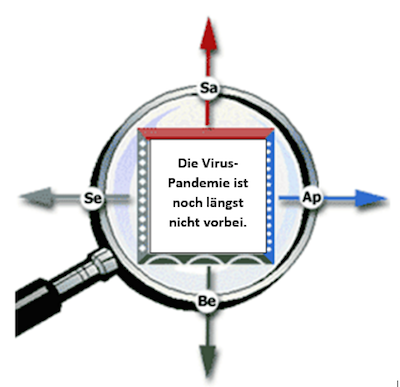 Sa
Die Virus-
Pandemie ist
noch längst
nicht vorbei.
Se
Ap
Be